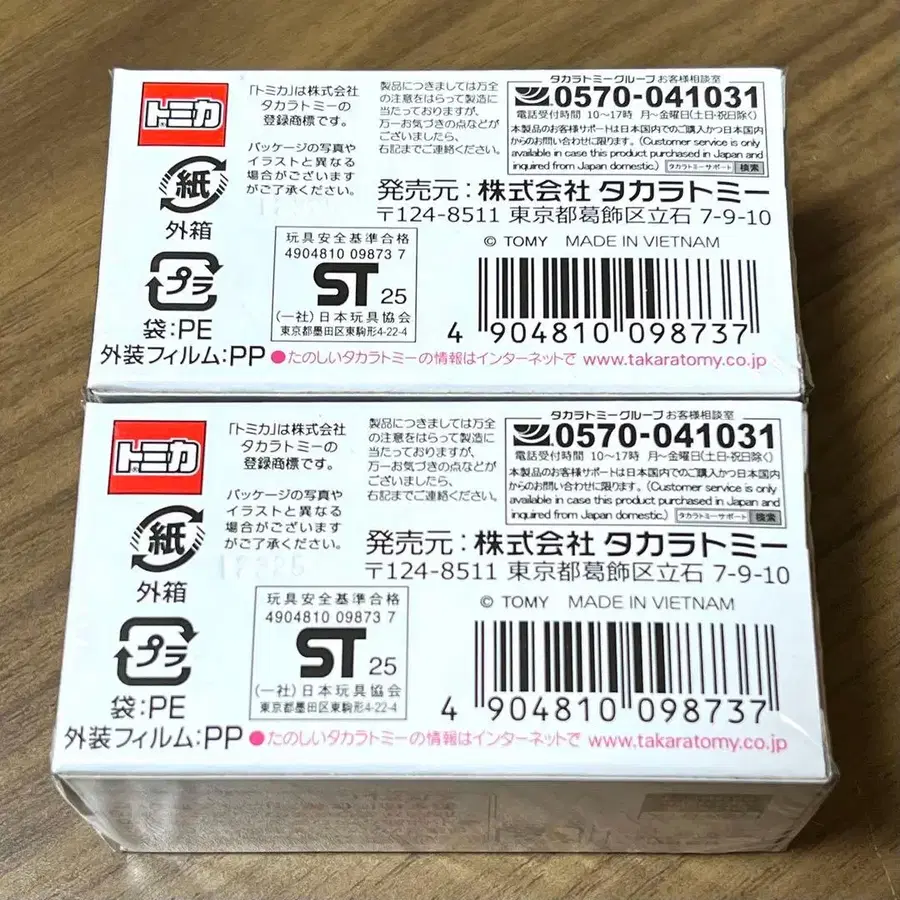 トミカ
「トミカ」は株式会社
タカラトミーの
登録商標です。
パッケージの写真や
イラストと異なる
場合がございます
がご了承ください。
製品につきましては万全
の注意をはらって製造に
当たっておりますが、
万一お気づきの点などが
ございましたら、
右記までご連絡ください。
タカラトミーグループ お客様相談室
0570-041031
電話受付時間 10〜17時 月〜金曜日(土日・祝日除く)
本製品のお客様サポートは日本国内でのご購入かつ日本国内
からのお問い合わせに限ります。(Customer service is only
available in case this product purchased in Japan and
inquired from Japan domestic.) タカラトミーサポート 検索
発売元：株式会社 タカラトミー
〒124-8511 東京都葛飾区立石 7-9-10
紙
外箱
プラ
袋:PE
外装フィルム:PP
玩具安全基準合格
4904810 09873 7
ST 25
(一社)日本玩具協会
東京都墨田区東駒形4-22-4
© TOMY MADE IN VIETNAM
4 904810 098737
●たのしいタカラトミーの情報はインターネットで www.takaratomy.co.jp
トミカ®
「トミカ」は株式会社
タカラトミーの
登録商標です。
パッケージの写真や
イラストと異なる
場合がございます
がご了承ください。
製品につきましては万全
の注意をはらって製造に
当たっておりますが、
万一お気づきの点などが
ございましたら、
右記までご連絡ください。
タカラトミーグループ お客様相談室
0570-041031
電話受付時間 10〜17時 月〜金曜日(土日・祝日除く)
本製品のお客様サポートは日本国内でのご購入かつ日本国内
からのお問い合わせに限ります。(Customer service is only
available in case this product purchased in Japan and
inquired from Japan domestic.) タカラトミーサポート 検索
発売元：株式会社 タカラトミー
〒124-8511 東京都葛飾区立石 7-9-10
紙
外箱
プラ
袋:PE
外装フィルム:PP
玩具安全基準合格
4904810 09873 7
ST 25
(一社)日本玩具協会
東京都墨田区東駒形4-22-4
© TOMY MADE IN VIETNAM
4 904810 098737
●たのしいタカラトミーの情報はインターネットで www.takaratomy.co.jp